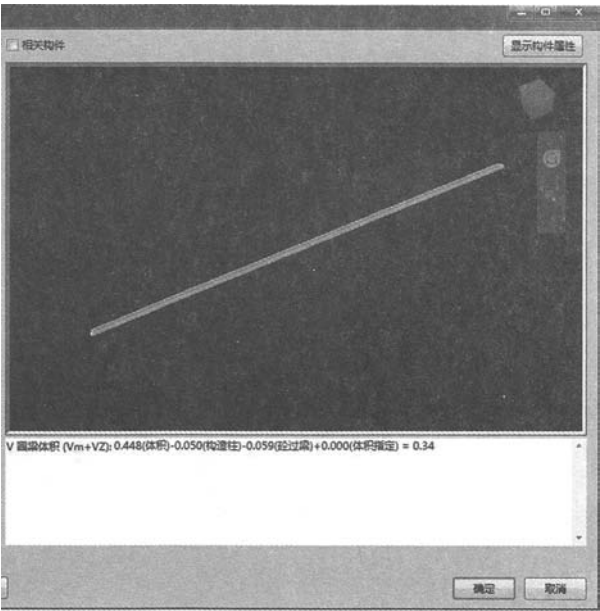 相关构件
显示构件属性
V 圈梁体积 (Vm+VZ): 0.448(体积)-0.050(构造柱)-0.059(砼过梁)+0.000(体积指定) = 0.34
确定
取消